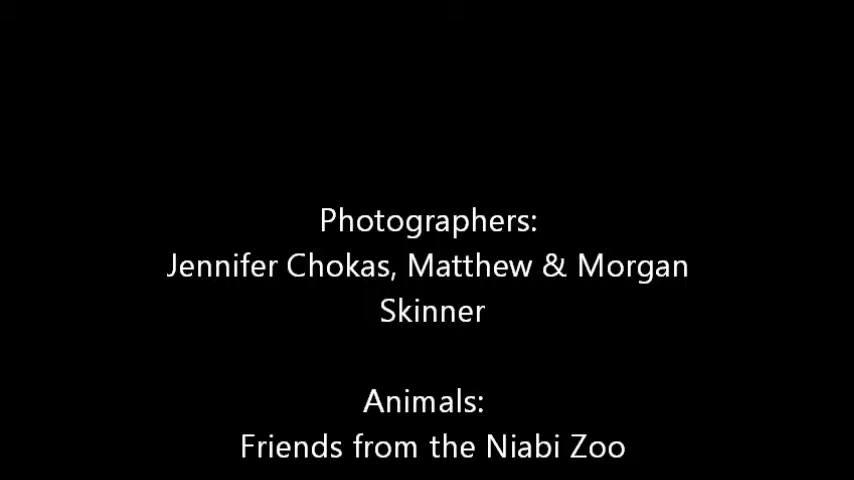 Photographers:
Jennifer Chokas, Matthew & Morgan
Skinner
Animals:
Friends from the Niabi Zoo